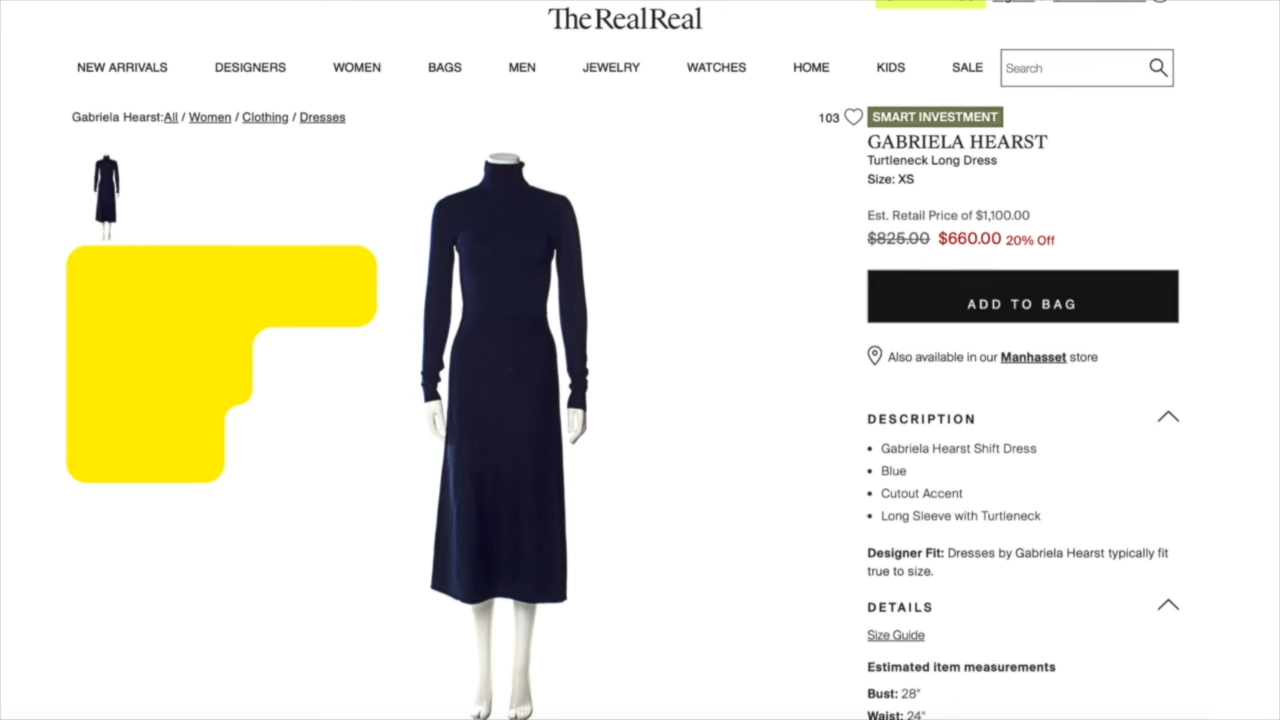 The RealReal
NEW ARRIVALS DESIGNERS WOMEN BAGS MEN JEWELRY WATCHES HOME KIDS SALE Search
Gabriela Hearst:All / Women / Clothing / Dresses
103
SMART INVESTMENT
GABRIELA HEARST
Turtleneck Long Dress
Size: XS
Est. Retail Price of $1,100.00
$825.00 $660.00 20% Off
ADD TO BAG
Also available in our Manhasset store
DESCRIPTION
• Gabriela Hearst Shift Dress
• Blue
• Cutout Accent
• Long Sleeve with Turtleneck
Designer Fit: Dresses by Gabriela Hearst typically fit
true to size.
DETAILS
Size Guide
Estimated item measurements
Bust: 28"
Waist: 24"